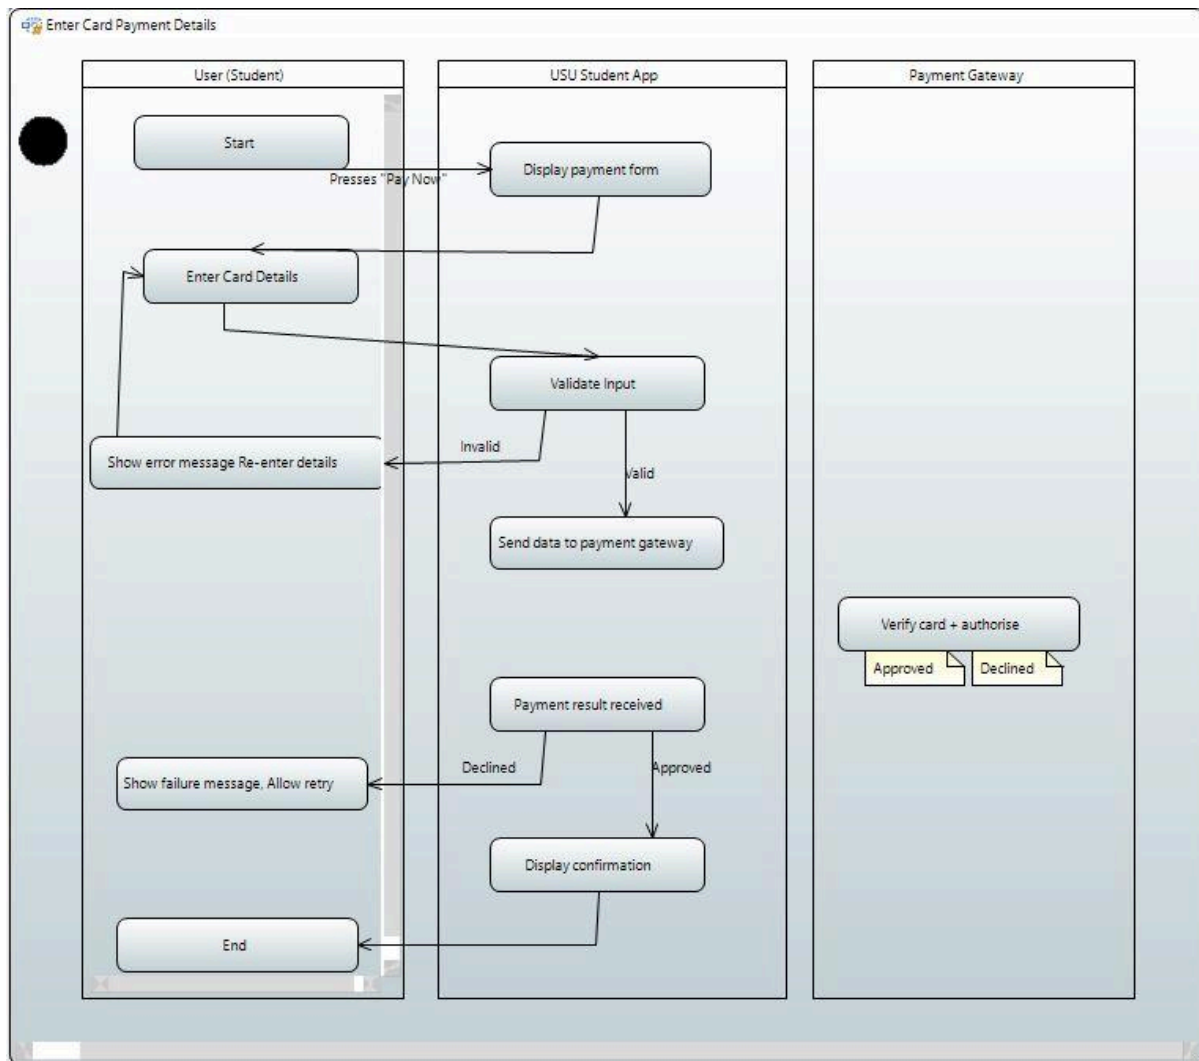 Enter Card Payment Details
User (Student)
USU Student App
Payment Gateway
Start
Presses "Pay Now"
Display payment form
Enter Card Details
Validate Input
Invalid
Valid
Show error message Re-enter details
Send data to payment gateway
Verify card + authorise
Approved
Declined
Payment result received
Declined
Approved
Show failure message, Allow retry
Display confirmation
End